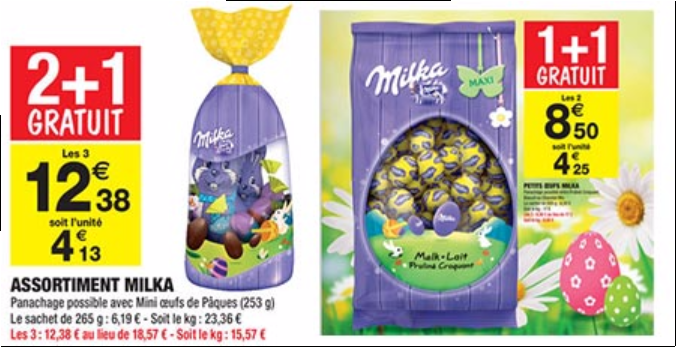 2+1
GRATUIT
Les 3
12€38
soit l'unité
4€13
Milka
ASSORTIMENT MILKA
Panachage possible avec Mini œufs de Pâques (253 g)
Le sachet de 265 g : 6,19 € - Soit le kg : 23,36 €
Les 3 : 12,38 € au lieu de 18,57 € - Soit le kg : 15,57 €
Milka
MAXI
Milka
Melk-Lait
Praliné Croquant
1+1
GRATUIT
Les 2
8€50
soit l'unité
4€25
PETITS ŒUFS MILKA